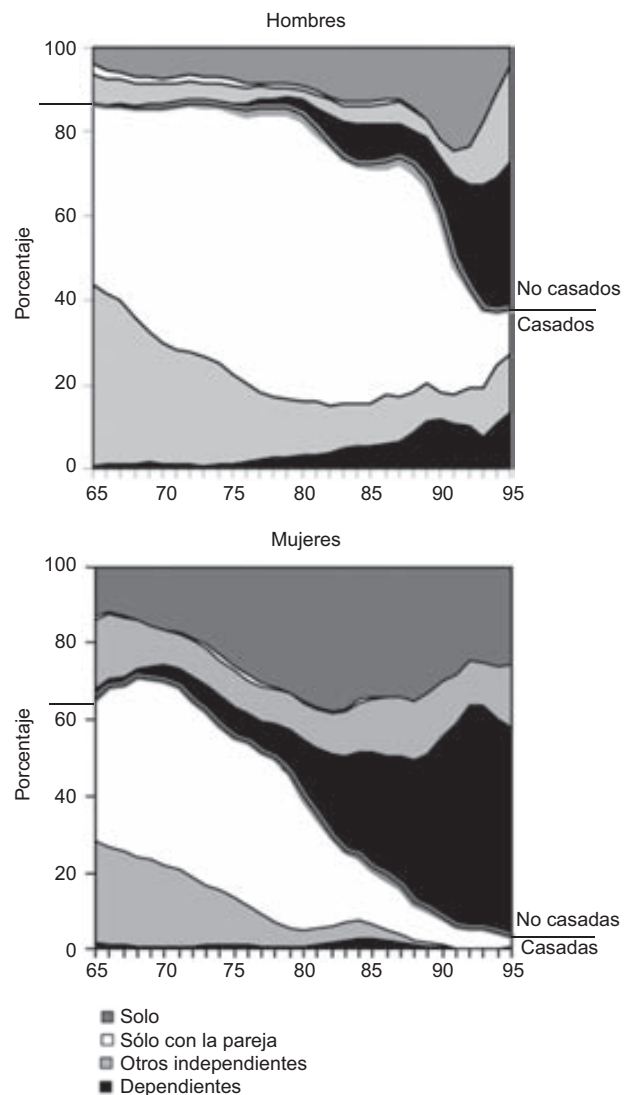 Hombres
100
80
60
40
20
0
Porcentaje
No casados
Casados
65 70 75 80 85 90 95
Mujeres
100
80
60
40
20
0
Porcentaje
No casadas
Casadas
65 70 75 80 85 90 95
Solo
Sólo con la pareja
Otros independientes
Dependientes